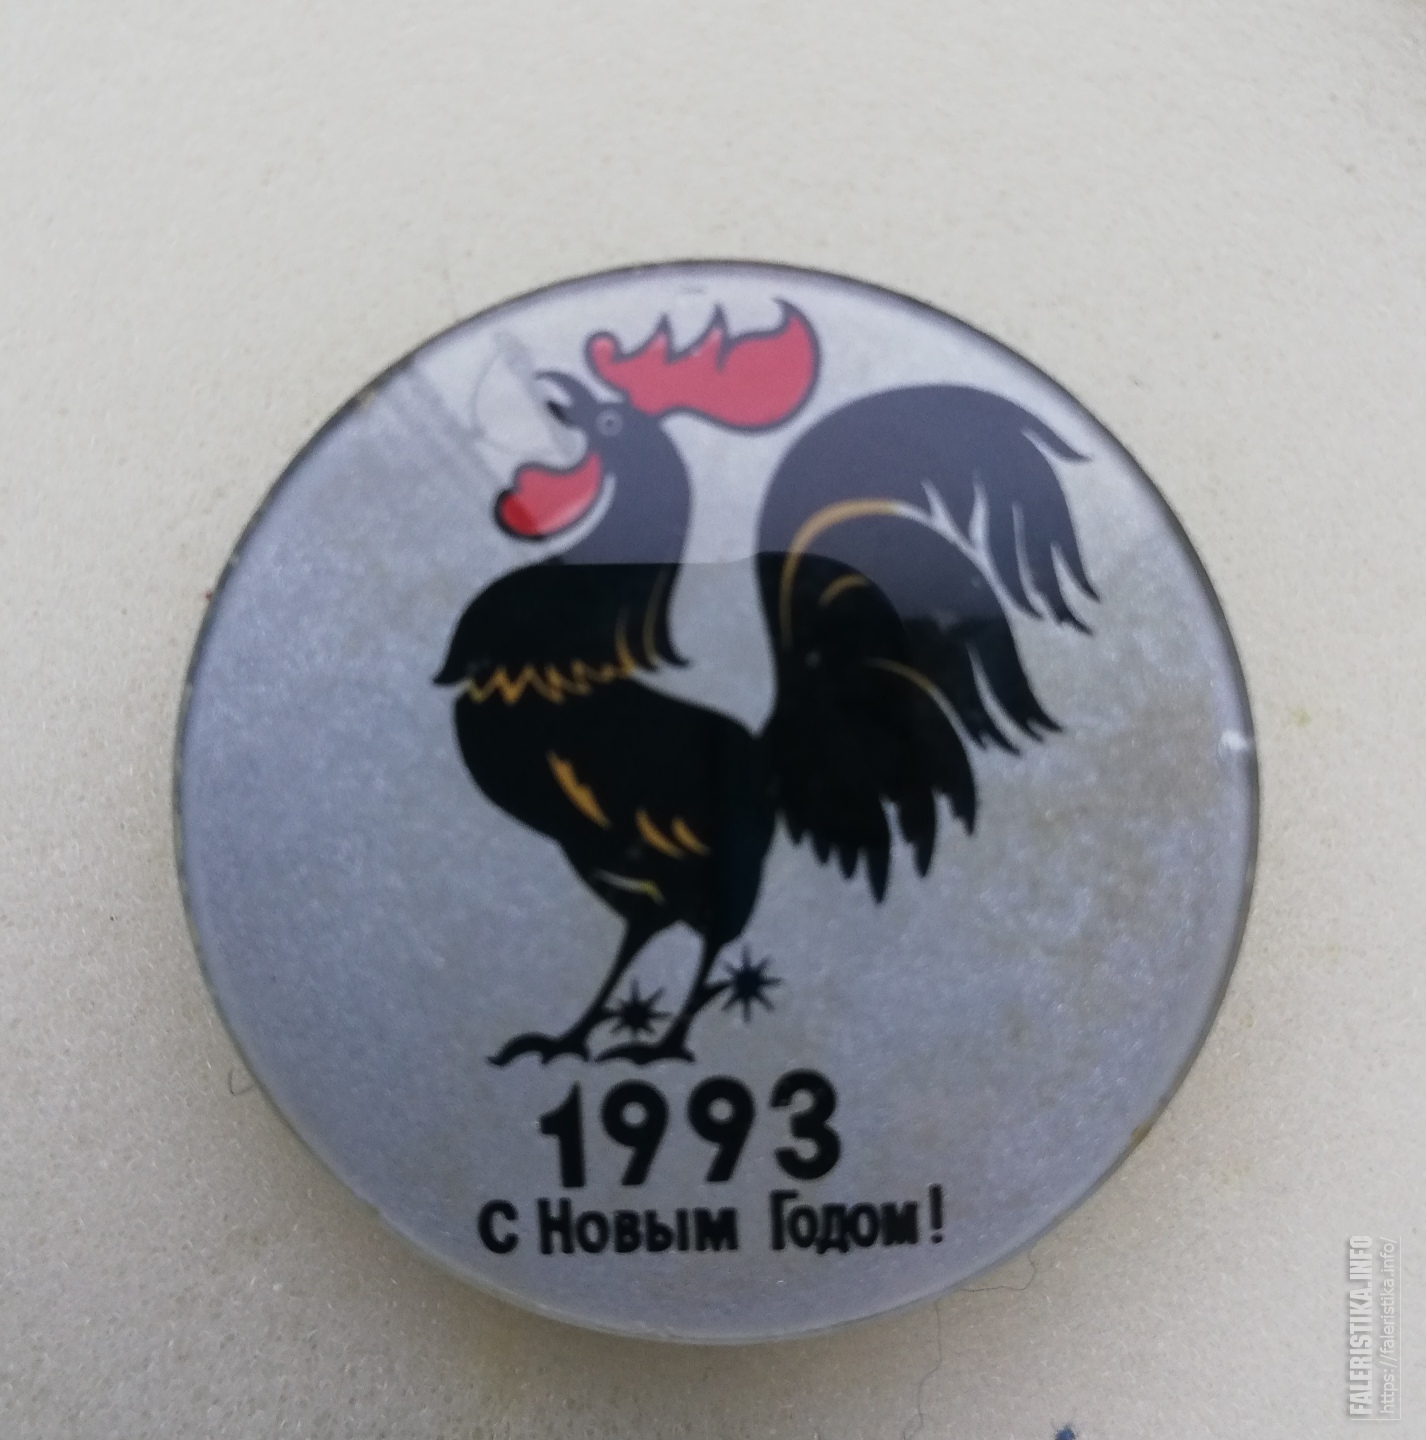 1993
С Новым Годом!
FALERISTIKA.INFO
https://faleristika.info/